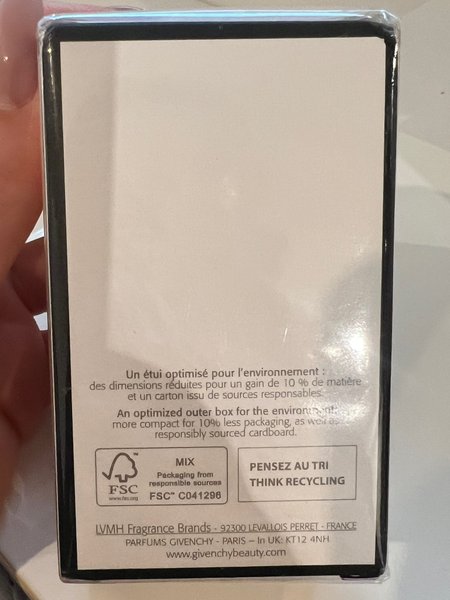 Un étui optimisé pour l'environnement :
des dimensions réduites pour un gain de 10 % de matière
et un carton issu de sources responsables.
An optimized outer box for the environment:
more compact for 10% less packaging, as well as
responsibly sourced cardboard.
FSC
www.fsc.org
MIX
Packaging from
responsible sources
FSC™ C041296
PENSEZ AU TRI
THINK RECYCLING
LVMH Fragrance Brands - 92300 LEVALLOIS PERRET - FRANCE
PARFUMS GIVENCHY - PARIS – In UK: KT12 4NH
www.givenchybeauty.com